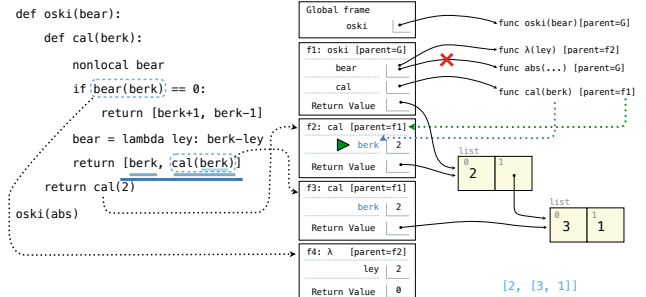 def oski(bear):
def cal(berk):
nonlocal bear
if bear(berk) == 0:
return [berk+1, berk-1]
bear = lambda ley: berk-ley
return [berk, cal(berk)]
return cal(2)
oski(abs)
Global frame
oski
f1: oski [parent=G]
bear
cal
Return Value
f2: cal [parent=f1]
berk 2
Return Value
f3: cal [parent=f1]
berk 2
Return Value
f4: λ [parent=f2]
ley 2
Return Value 0
func oski(bear)[parent=G]
func λ(ley) [parent=f2]
func abs(...) [parent=G]
func cal(berk) [parent=f1]
list
0 1
2
list
0 1
3 1
[2, [3, 1]]